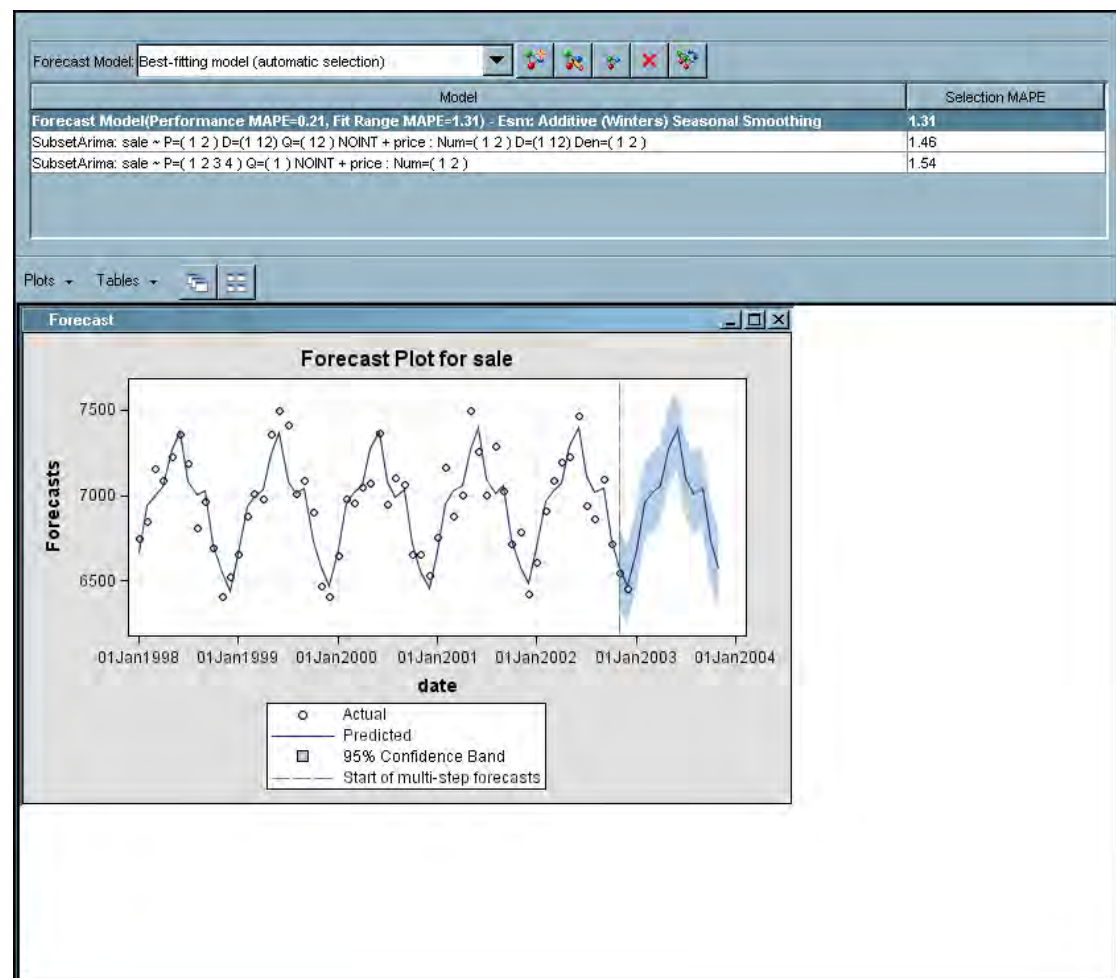 Forecast Model: Best-fitting model (automatic selection)
Model Selection MAPE
Forecast Model(Performance MAPE=0.21, Fit Range MAPE=1.31) - Esm: Additive (Winters) Seasonal Smoothing 1.31
SubsetArima: sale ~ P=( 1 2 ) D=(1 12) Q=( 12 ) NOINT + price : Num=( 1 2 ) D=(1 12) Den=( 1 2 ) 1.46
SubsetArima: sale ~ P=( 1 2 3 4 ) Q=( 1 ) NOINT + price : Num=( 1 2 ) 1.54
Plots Tables
Forecast
Forecast Plot for sale
Forecasts
7500
7000
6500
01Jan1998 01Jan1999 01Jan2000 01Jan2001 01Jan2002 01Jan2003 01Jan2004
date
Actual
Predicted
95% Confidence Band
Start of multi-step forecasts